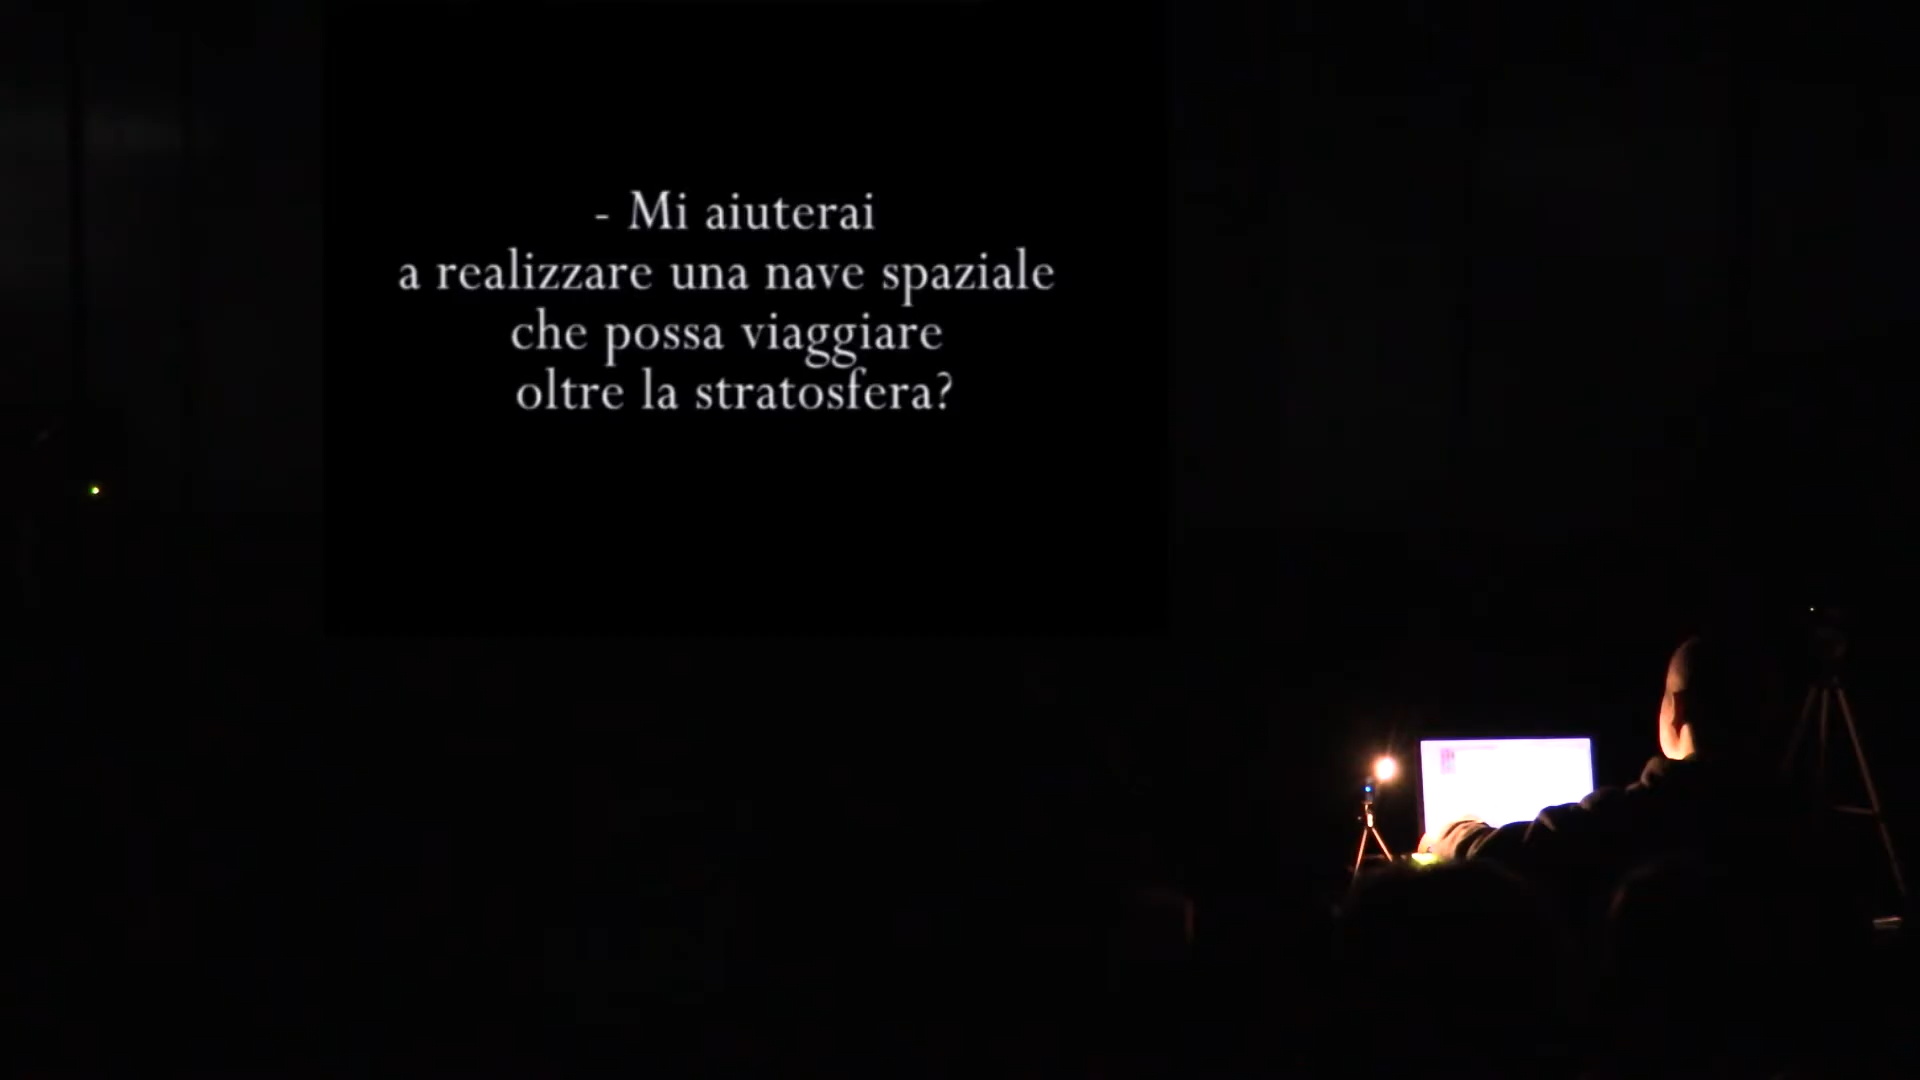 - Mi aiuterai
a realizzare una nave spaziale
che possa viaggiare
oltre la stratosfera?